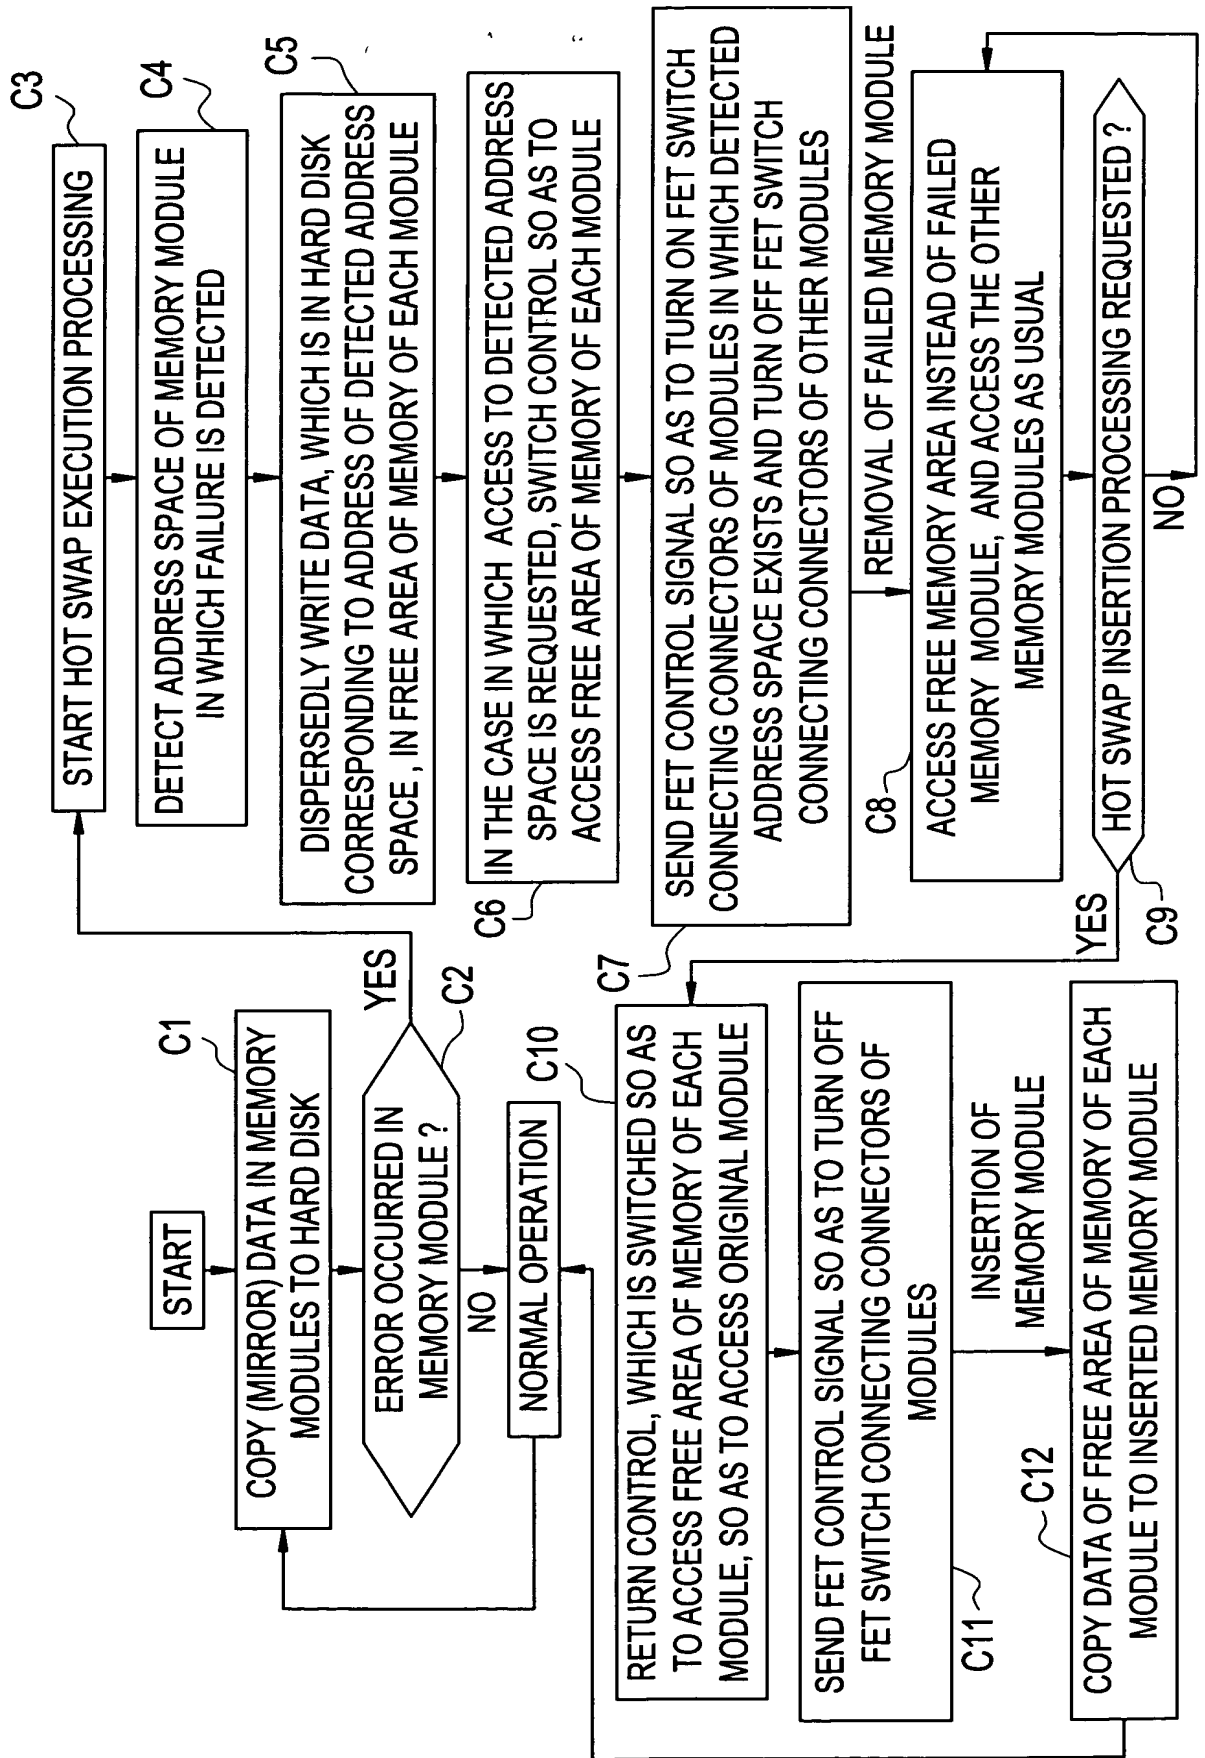 START
C1
COPY (MIRROR) DATA IN MEMORY
MODULES TO HARD DISK
C2
ERROR OCCURRED IN
MEMORY MODULE ?
YES
NO
NORMAL OPERATION
C3
START HOT SWAP EXECUTION PROCESSING
C4
DETECT ADDRESS SPACE OF MEMORY MODULE
IN WHICH FAILURE IS DETECTED
C5
DISPERSEDLY WRITE DATA, WHICH IS IN HARD DISK
CORRESPONDING TO ADDRESS OF DETECTED ADDRESS
SPACE , IN FREE AREA OF MEMORY OF EACH MODULE
C6
IN THE CASE IN WHICH ACCESS TO DETECTED ADDRESS
SPACE IS REQUESTED, SWITCH CONTROL SO AS TO
ACCESS FREE AREA OF MEMORY OF EACH MODULE
C7
SEND FET CONTROL SIGNAL SO AS TO TURN ON FET SWITCH
CONNECTING CONNECTORS OF MODULES IN WHICH DETECTED
ADDRESS SPACE EXISTS AND TURN OFF FET SWITCH
CONNECTING CONNECTORS OF OTHER MODULES
REMOVAL OF FAILED MEMORY MODULE
C8
ACCESS FREE MEMORY AREA INSTEAD OF FAILED
MEMORY MODULE, AND ACCESS THE OTHER
MEMORY MODULES AS USUAL
C9
HOT SWAP INSERTION PROCESSING REQUESTED ?
NO
YES
C10
RETURN CONTROL, WHICH IS SWITCHED SO AS
TO ACCESS FREE AREA OF MEMORY OF EACH
MODULE, SO AS TO ACCESS ORIGINAL MODULE
C11
SEND FET CONTROL SIGNAL SO AS TO TURN OFF
FET SWITCH CONNECTING CONNECTORS OF
MODULES
INSERTION OF
MEMORY MODULE
C12
COPY DATA OF FREE AREA OF MEMORY OF EACH
MODULE TO INSERTED MEMORY MODULE